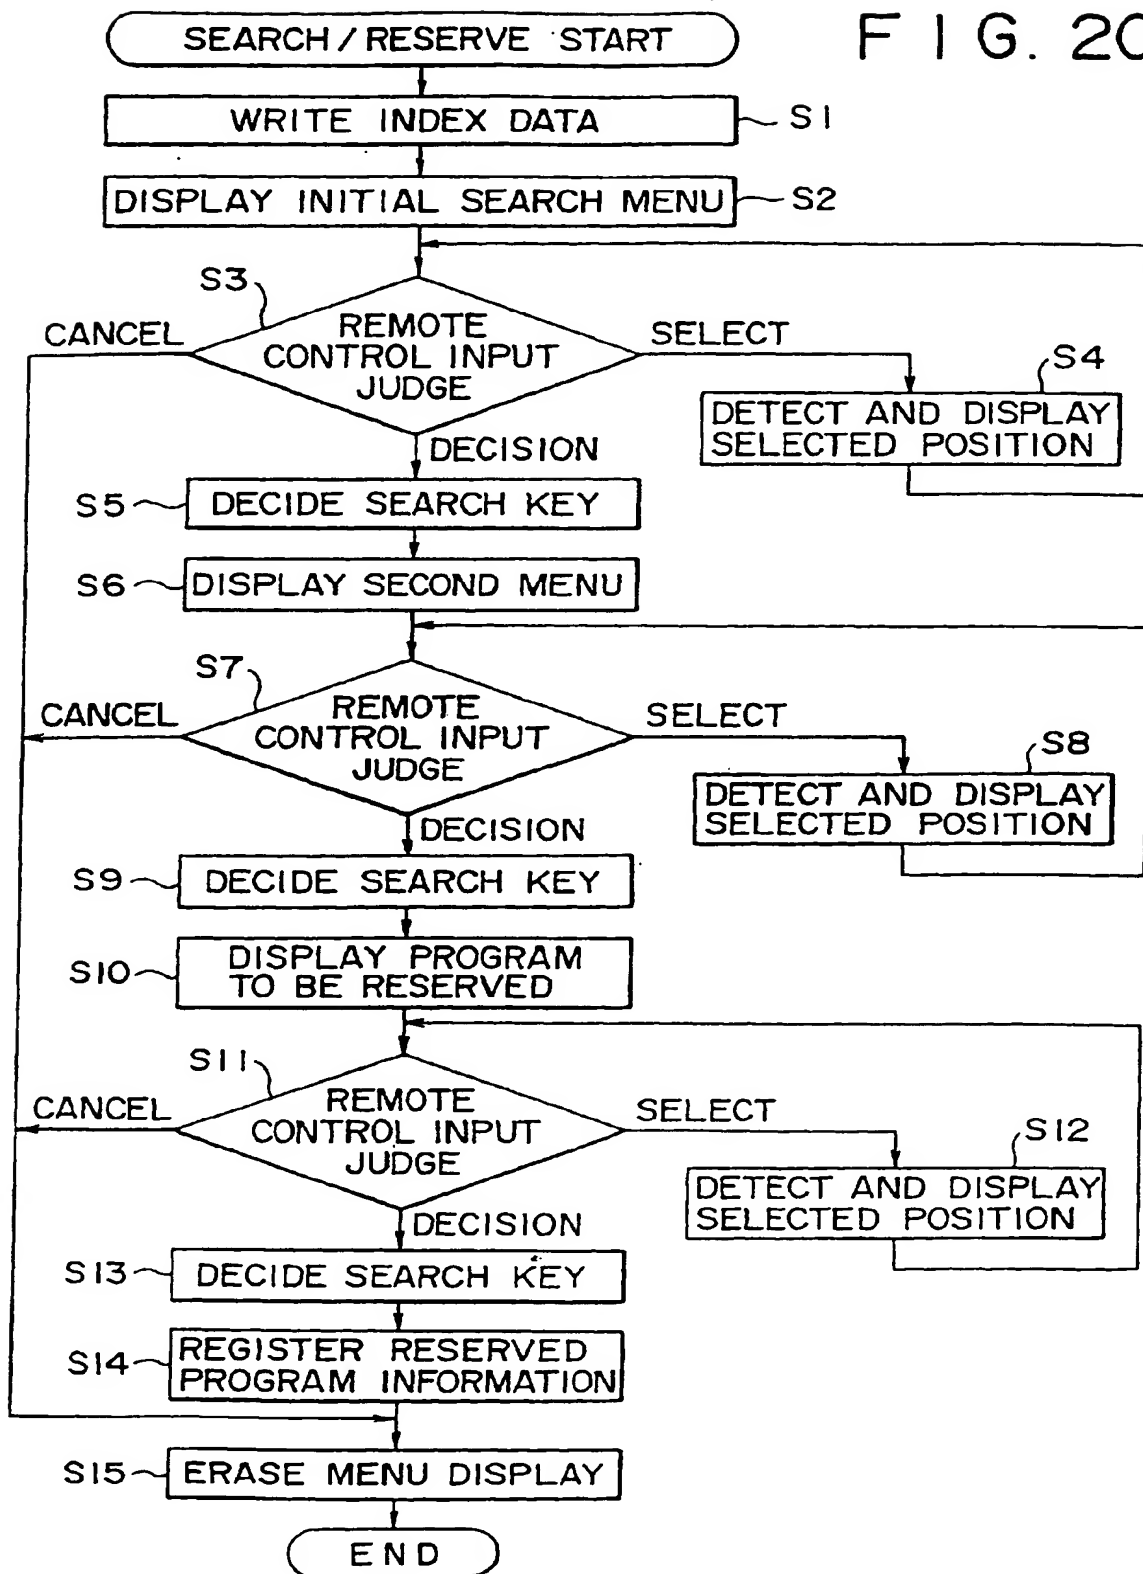 SEARCH / RESERVE START
FIG. 20
WRITE INDEX DATA
S1
DISPLAY INITIAL SEARCH MENU
S2
S3
CANCEL
REMOTE
CONTROL INPUT
JUDGE
SELECT
S4
DETECT AND DISPLAY
SELECTED POSITION
DECISION
S5
DECIDE SEARCH KEY
S6
DISPLAY SECOND MENU
S7
CANCEL
REMOTE
CONTROL INPUT
JUDGE
SELECT
S8
DETECT AND DISPLAY
SELECTED POSITION
DECISION
S9
DECIDE SEARCH KEY
S10
DISPLAY PROGRAM
TO BE RESERVED
S11
CANCEL
REMOTE
CONTROL INPUT
JUDGE
SELECT
S12
DETECT AND DISPLAY
SELECTED POSITION
DECISION
S13
DECIDE SEARCH KEY
S14
REGISTER RESERVED
PROGRAM INFORMATION
S15
ERASE MENU DISPLAY
END